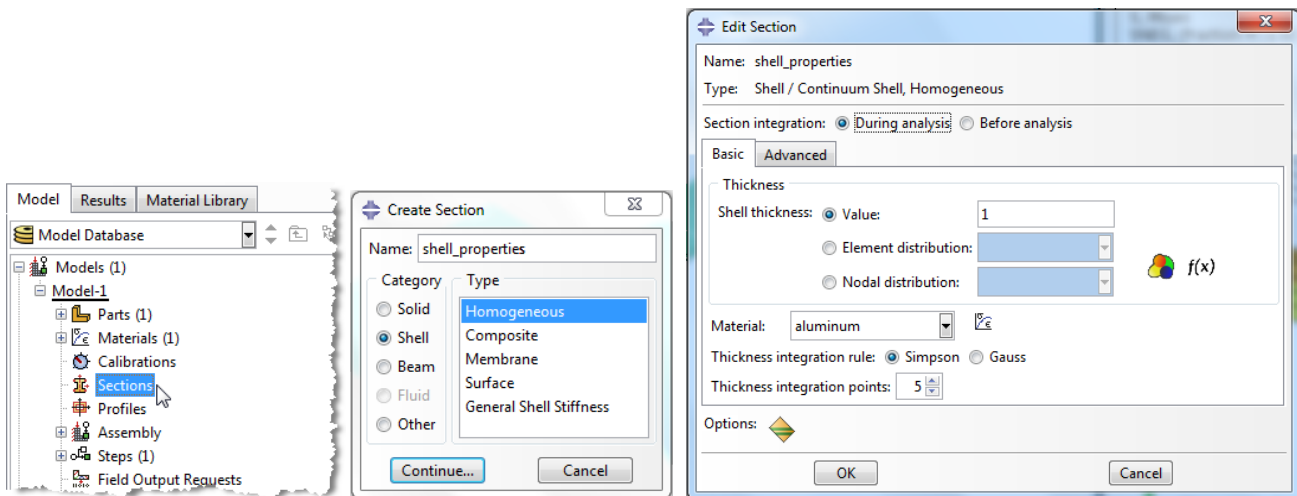 Model Results Material Library
Model Database
Models (1)
Model-1
Parts (1)
Materials (1)
Calibrations
Sections
Profiles
Assembly
Steps (1)
Field Output Requests
Create Section
Name: shell_properties
Category Type
Solid
Shell
Beam
Fluid
Other
Homogeneous
Composite
Membrane
Surface
General Shell Stiffness
Continue... Cancel
Edit Section
Name: shell_properties
Type: Shell / Continuum Shell, Homogeneous
Section integration: During analysis Before analysis
Basic Advanced
Thickness
Shell thickness: Value: 1
Element distribution:
f(x)
Nodal distribution:
Material: aluminum
Thickness integration rule: Simpson Gauss
Thickness integration points: 5
Options:
OK Cancel